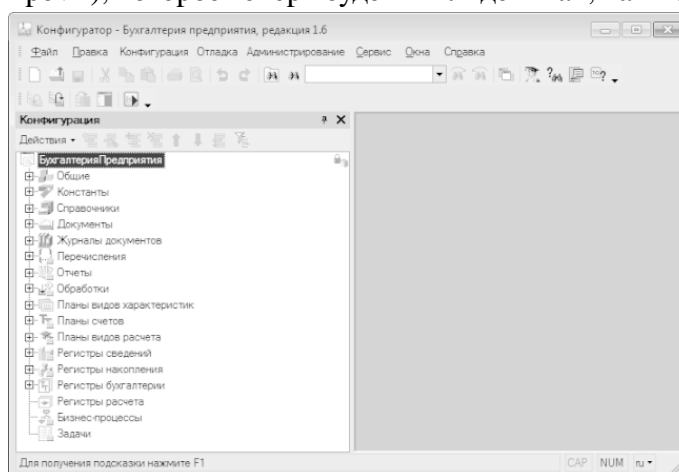 Конфигуратор - Бухгалтерия предприятия, редакция 1.6
Файл Правка Конфигурация Отладка Администрирование Сервис Окна Справка
Конфигурация
Действия
БухгалтерияПредприятия
Общие
Константы
Справочники
Документы
Журналы документов
Перечисления
Отчеты
Обработки
Планы видов характеристик
Планы счетов
Планы видов расчета
Регистры сведений
Регистры накопления
Регистры бухгалтерии
Регистры расчета
Бизнес-процессы
Задачи
Для получения подсказки нажмите F1 CAP NUM ru